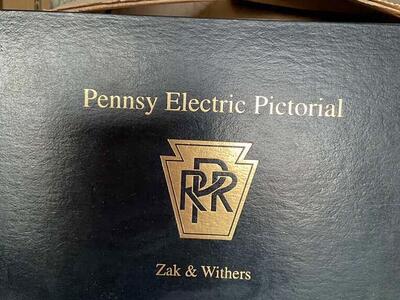 Pennsy Electric Pictorial
PRR
Zak & Withers